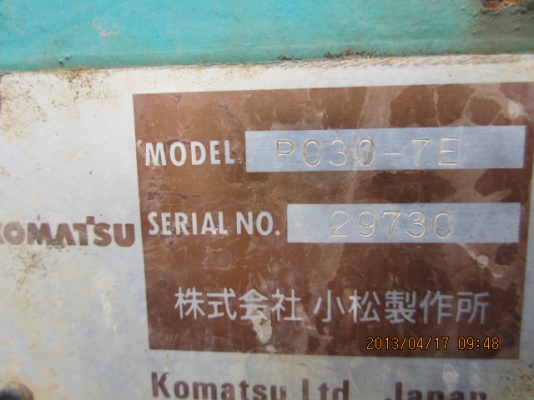 MODEL PC30-7E
KOMATSU
SERIAL NO. 29730
株式会社 小松製作所
2013/04/17 09:48
Komatsu Ltd. Japan